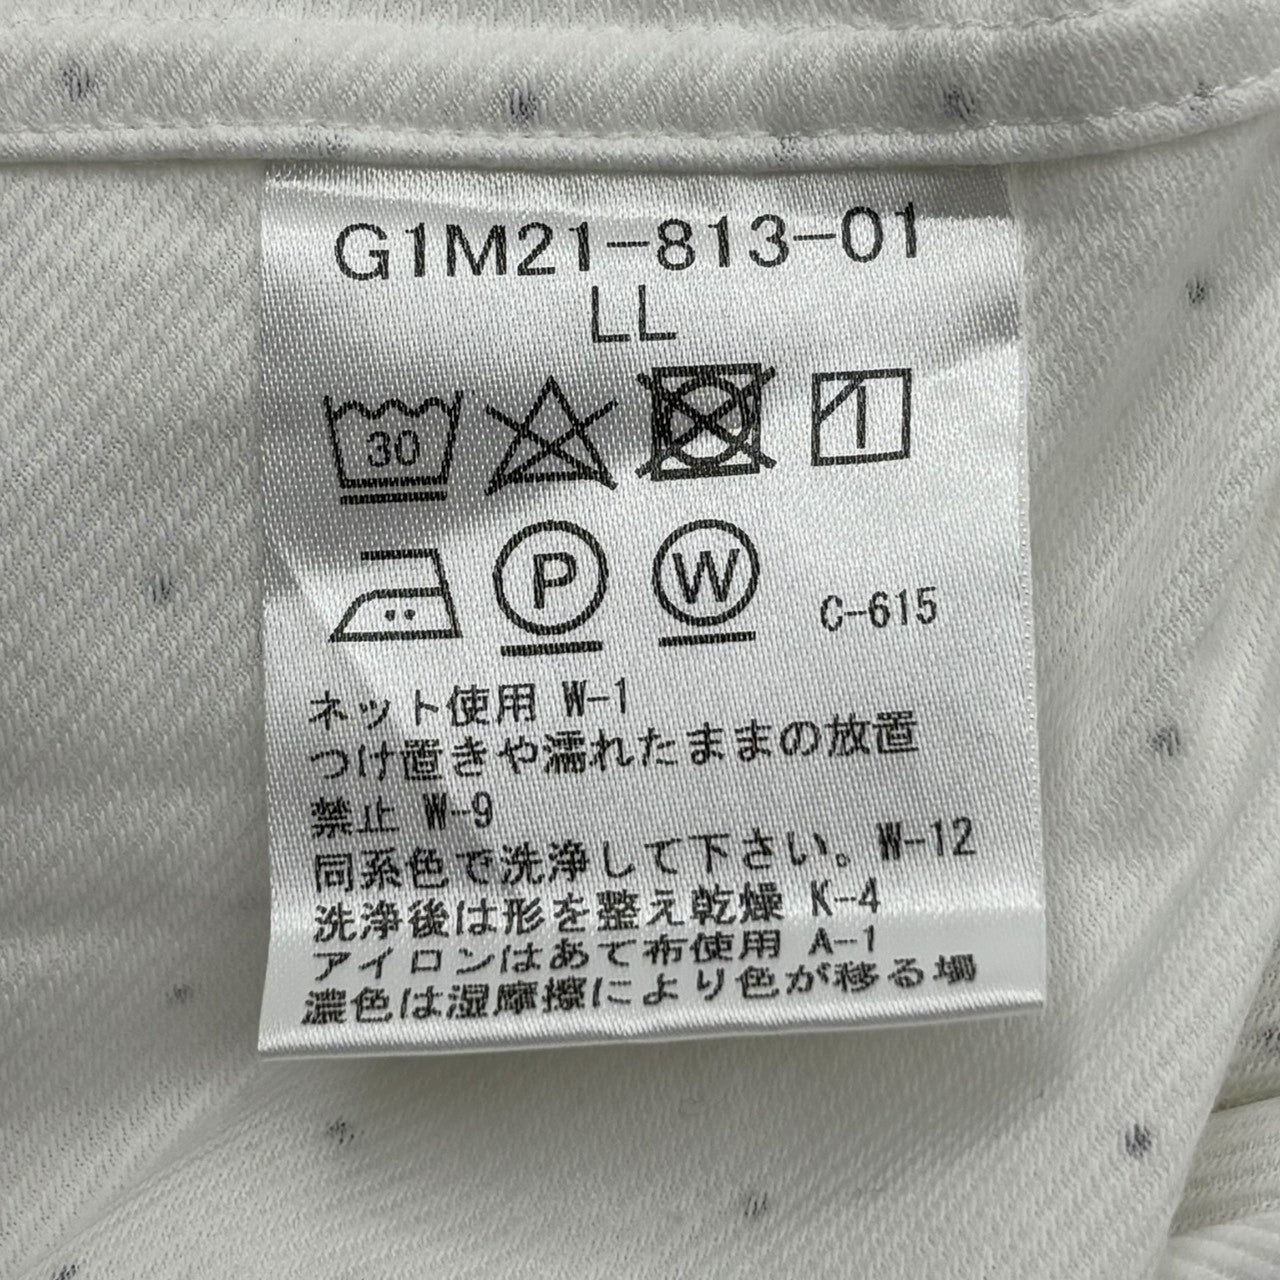 G1M21-813-01
LL
30
P W C-615
ネット使用 W-1
つけ置きや濡れたままの放置
禁止 W-9
同系色で洗浄して下さい。W-12
洗浄後は形を整え乾燥 K-4
アイロンはあて布使用 A-1
濃色は湿摩擦により色が移る場